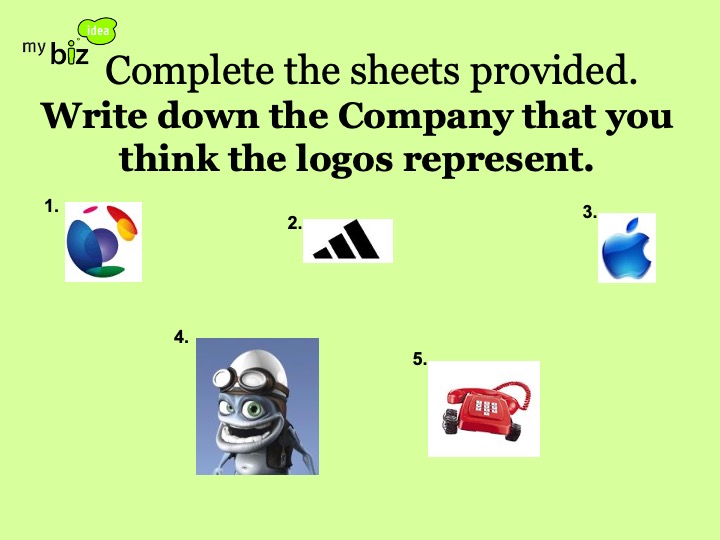 my biz idea
Complete the sheets provided.
Write down the Company that you
think the logos represent.
1.
2.
3.
4.
5.